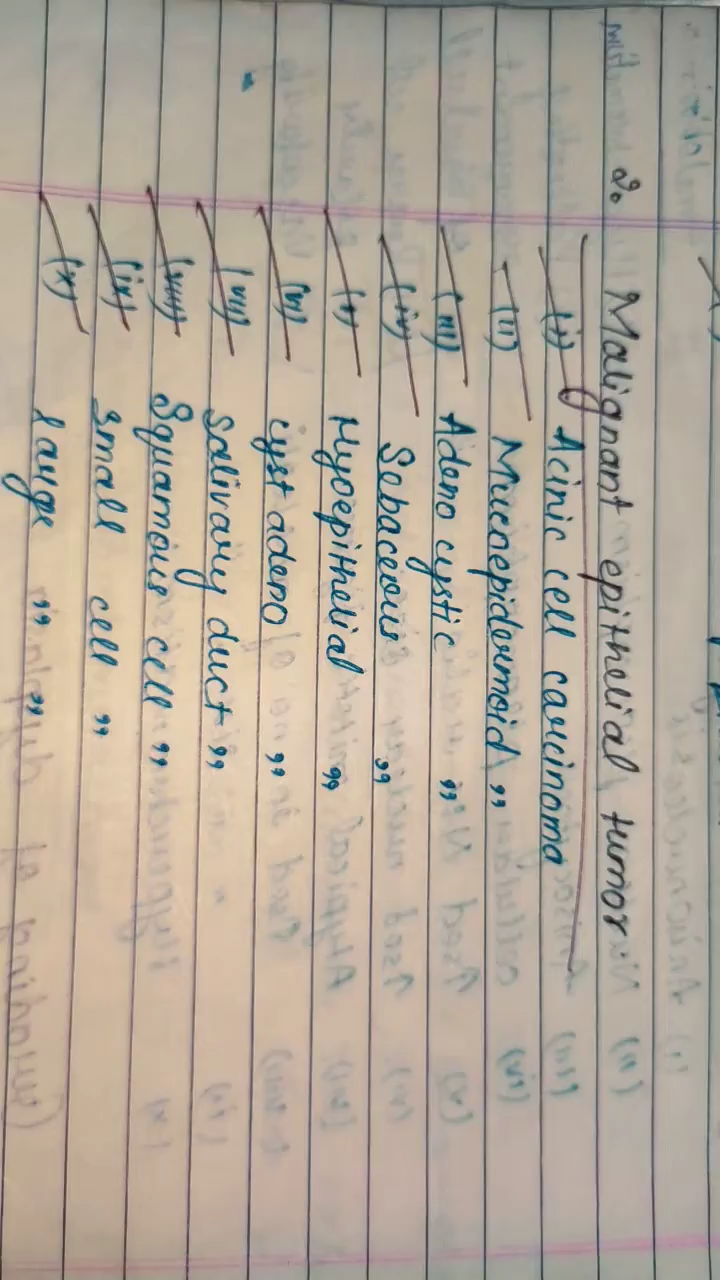 2. Malignant epithelial tumor
(i) Acinic cell carcinoma
(ii) Mucoepidermoid ,,
(iii) Adeno cystic ,,
(iv) Sebaceous ,,
(v) Myoepithelial ,,
(vi) cyst adeno ,,
(vii) Salivary duct ,,
(viii) Squamous cell ,,
(ix) small cell ,,
(x) large ,, ,,